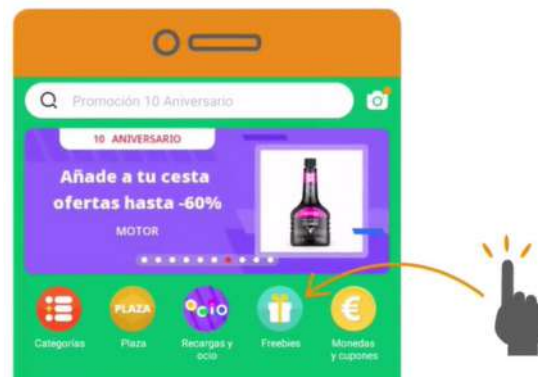 Promoción 10 Aniversario
10 ANIVERSARIO
Añade a tu cesta
ofertas hasta -60%
MOTOR
PLAZA
OCIO
€
Categorías
Plaza
Recargas y
ocio
Freebies
Monedas
y cupones